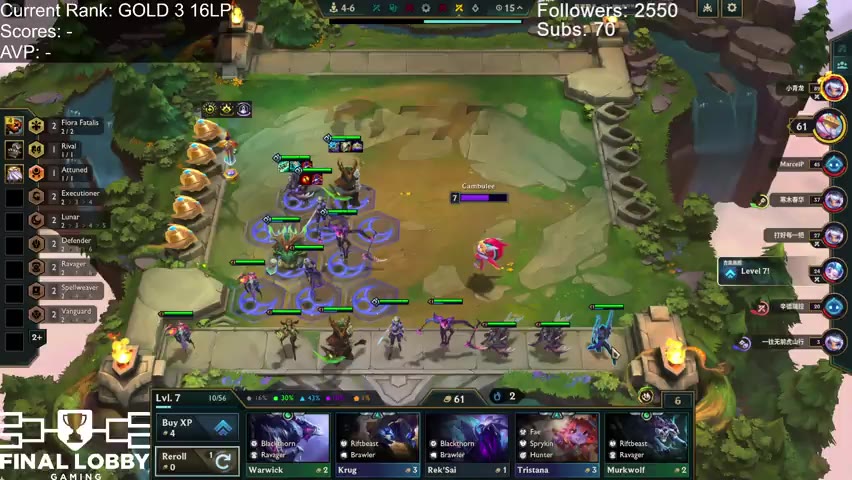 Current Rank: GOLD 3 16LP
Scores: -
AVP: -
4-6
15
Followers: 2550
Subs: 70
2 Flora Fatalis
2/2
2 Rival
1/1
1 Attuned
1/1
2 Executioner
2 Lunar
2 Defender
2 Ravager
2 Spellweaver
2 Vanguard
2+
Cambulee
7
小青龙
61
MarcelP 45
寒木春华 37
打好每一把 27
Level 7!
24
辛德瑞拉 20
一往无前虎山行 3
Lvl. 7
10/56
30%
43%
61
2
6
Buy XP
4
Reroll
0
1
Blackthorn
Ravager
Warwick 2
Riftbeast
Brawler
Krug 3
Blackthorn
Brawler
Rek'Sai 1
Fae
Sprykin
Hunter
Tristana 3
Riftbeast
Ravager
Murkwolf 2
FINAL LOBBY
GAMING